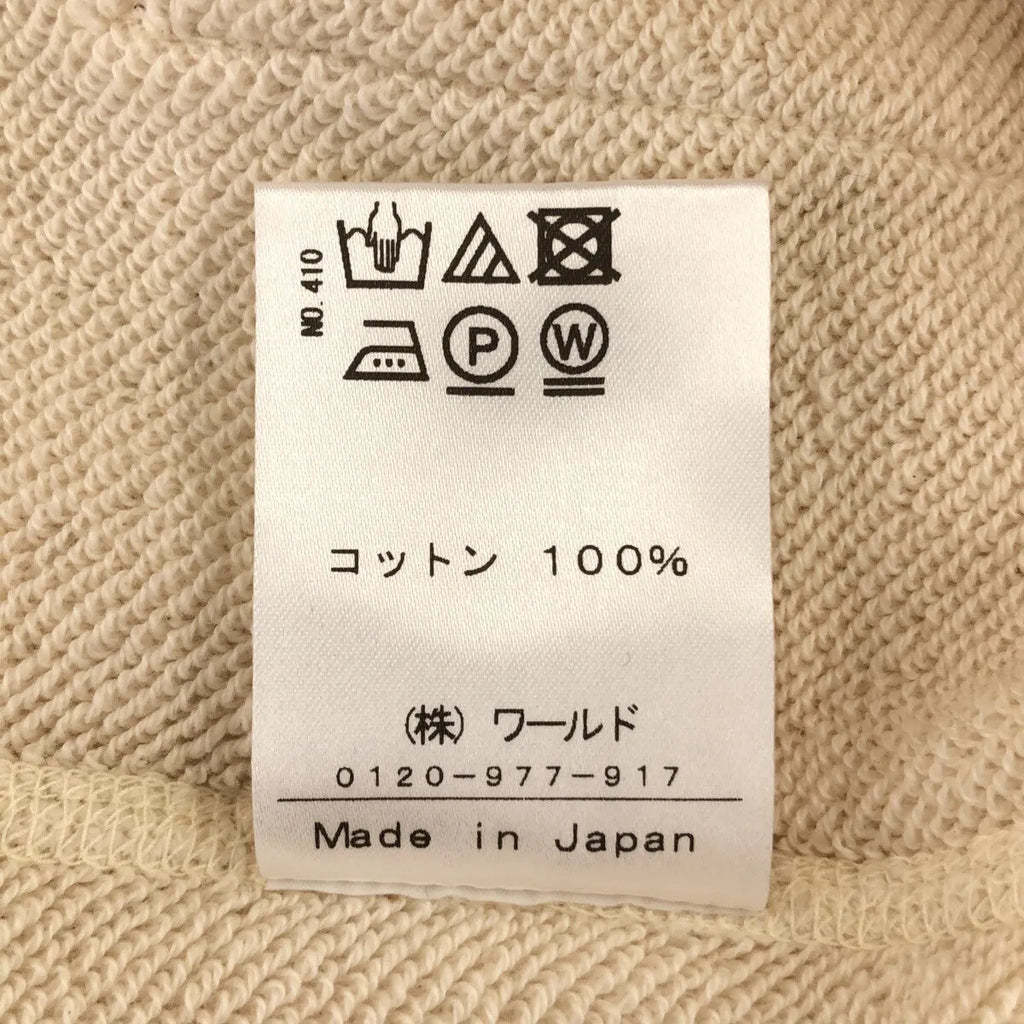 NO. 410
P
W
コットン 100%
(株) ワールド
0120-977-917
Made in Japan